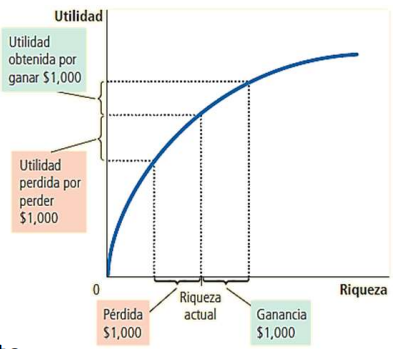 Utilidad
Utilidad
obtenida por
ganar $1,000
Utilidad
perdida por
perder
$1,000
0
Pérdida
$1,000
Riqueza
actual
Ganancia
$1,000
Riqueza